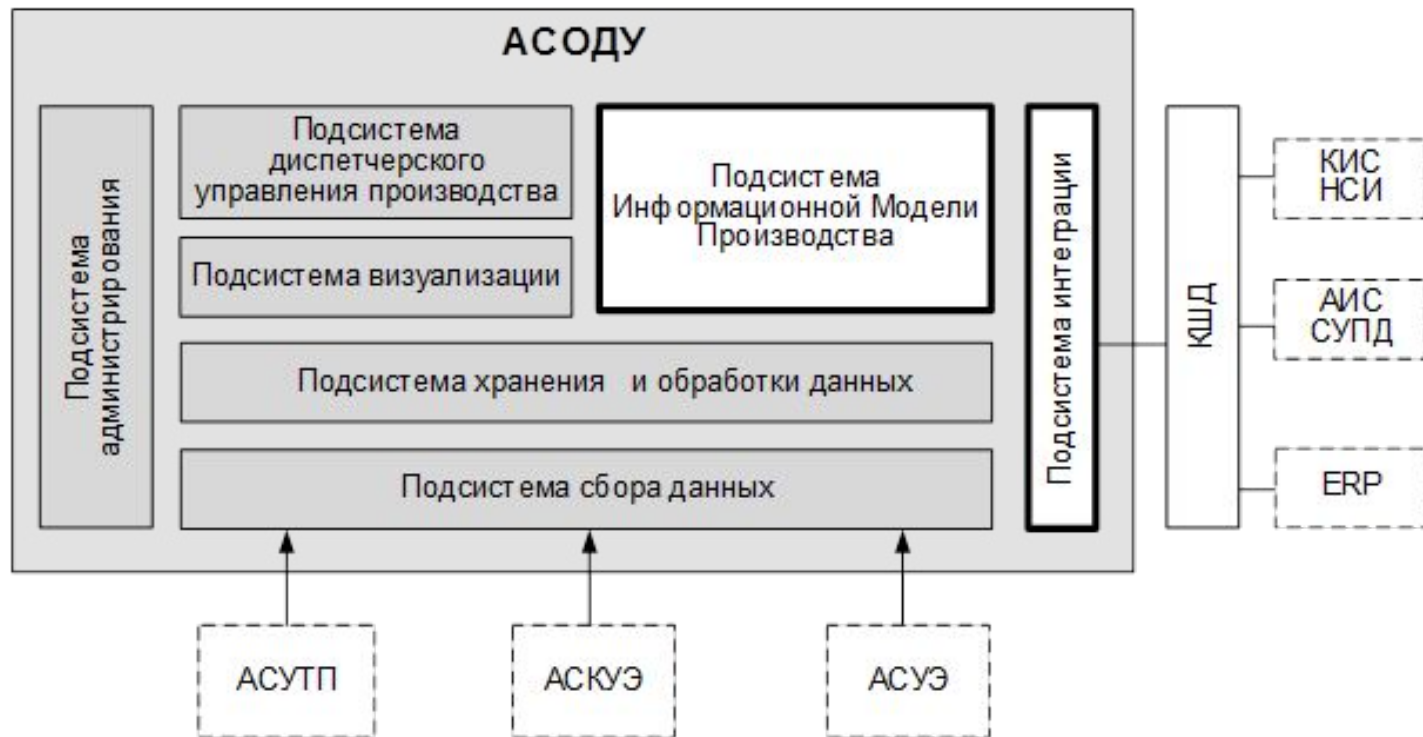 АСОДУ
Подсистема
администрирования
Подсистема
диспетчерского
управления производства
Подсистема визуализации
Подсистема
Информационной Модели
Производства
Подсистема хранения и обработки данных
Подсистема сбора данных
Подсистема интеграции
КШД
КИС
НСИ
АИС
СУПД
ERP
АСУТП
АСКУЭ
АСУЭ